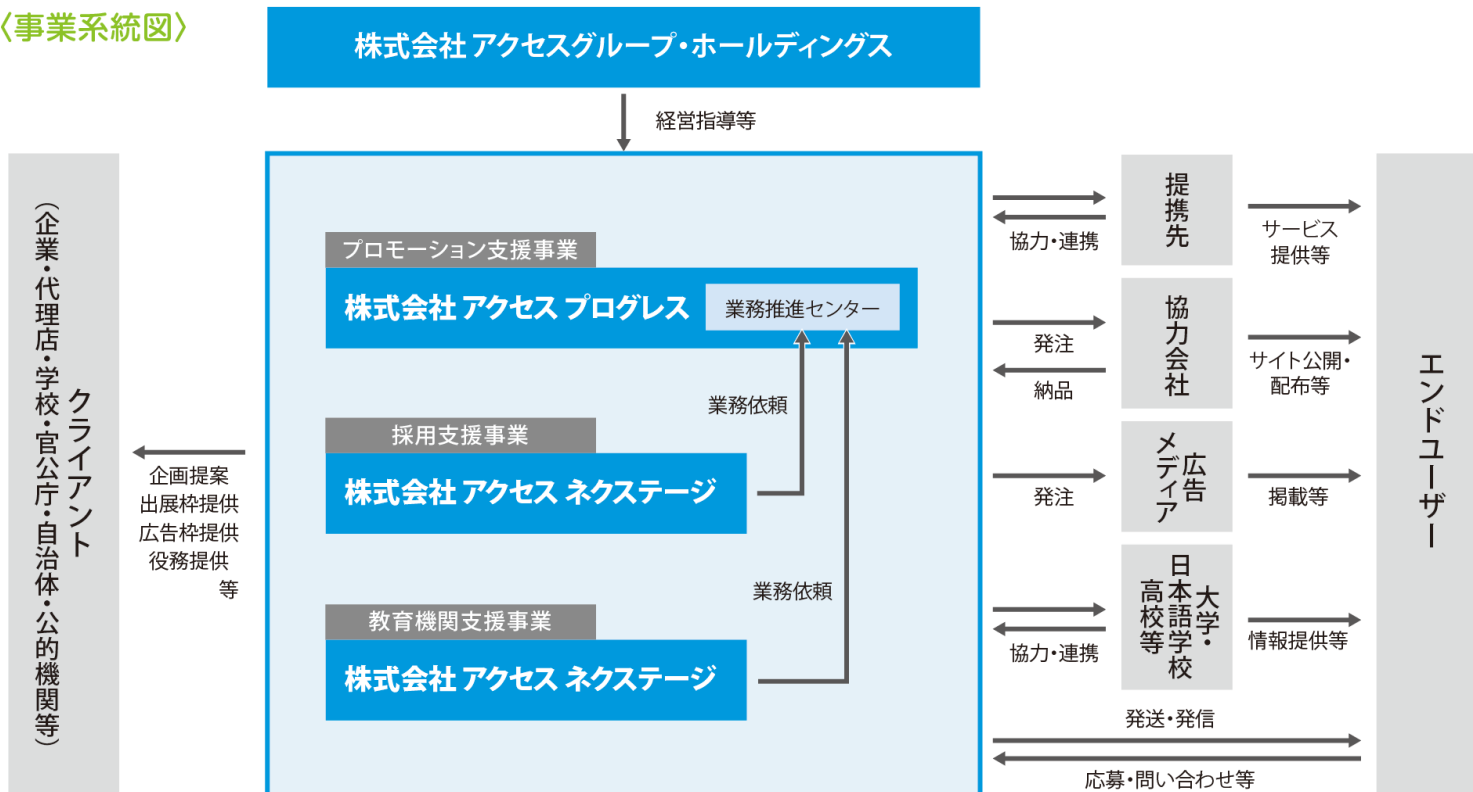 〈事業系統図〉
株式会社 アクセスグループ・ホールディングス
経営指導等
クライアント
（企業・代理店・学校・官公庁・自治体・公的機関等）
企画提案
出展枠提供
広告枠提供
役務提供
等
プロモーション支援事業
株式会社 アクセス プログレス
業務推進センター
業務依頼
採用支援事業
株式会社 アクセス ネクステージ
業務依頼
教育機関支援事業
株式会社 アクセス ネクステージ
協力・連携
提携先
サービス
提供等
発注
納品
協力会社
サイト公開・
配布等
発注
広告
メディア
掲載等
協力・連携
大学・
日本語学校
高校等
情報提供等
発送・発信
応募・問い合わせ等
エンドユーザー